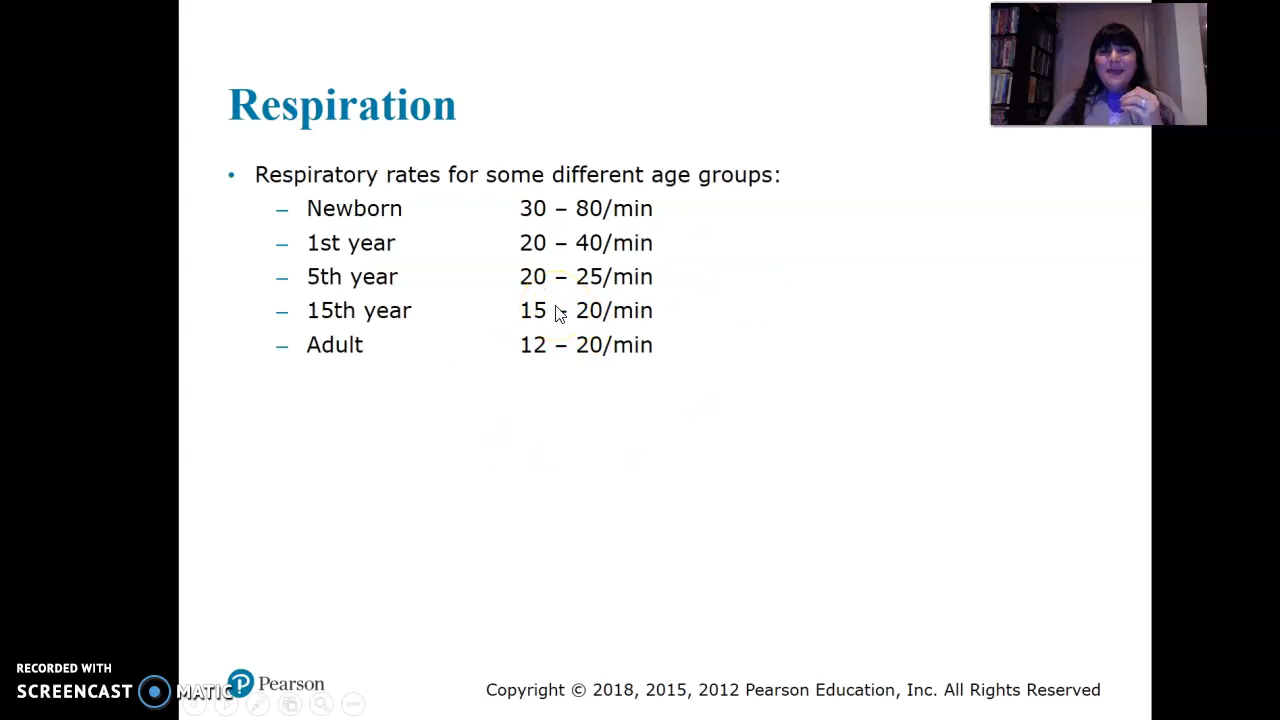 Respiration
• Respiratory rates for some different age groups:
– Newborn 30 – 80/min
– 1st year 20 – 40/min
– 5th year 20 – 25/min
– 15th year 15 – 20/min
– Adult 12 – 20/min
RECORDED WITH
SCREENCAST MATIC
Pearson
Copyright © 2018, 2015, 2012 Pearson Education, Inc. All Rights Reserved